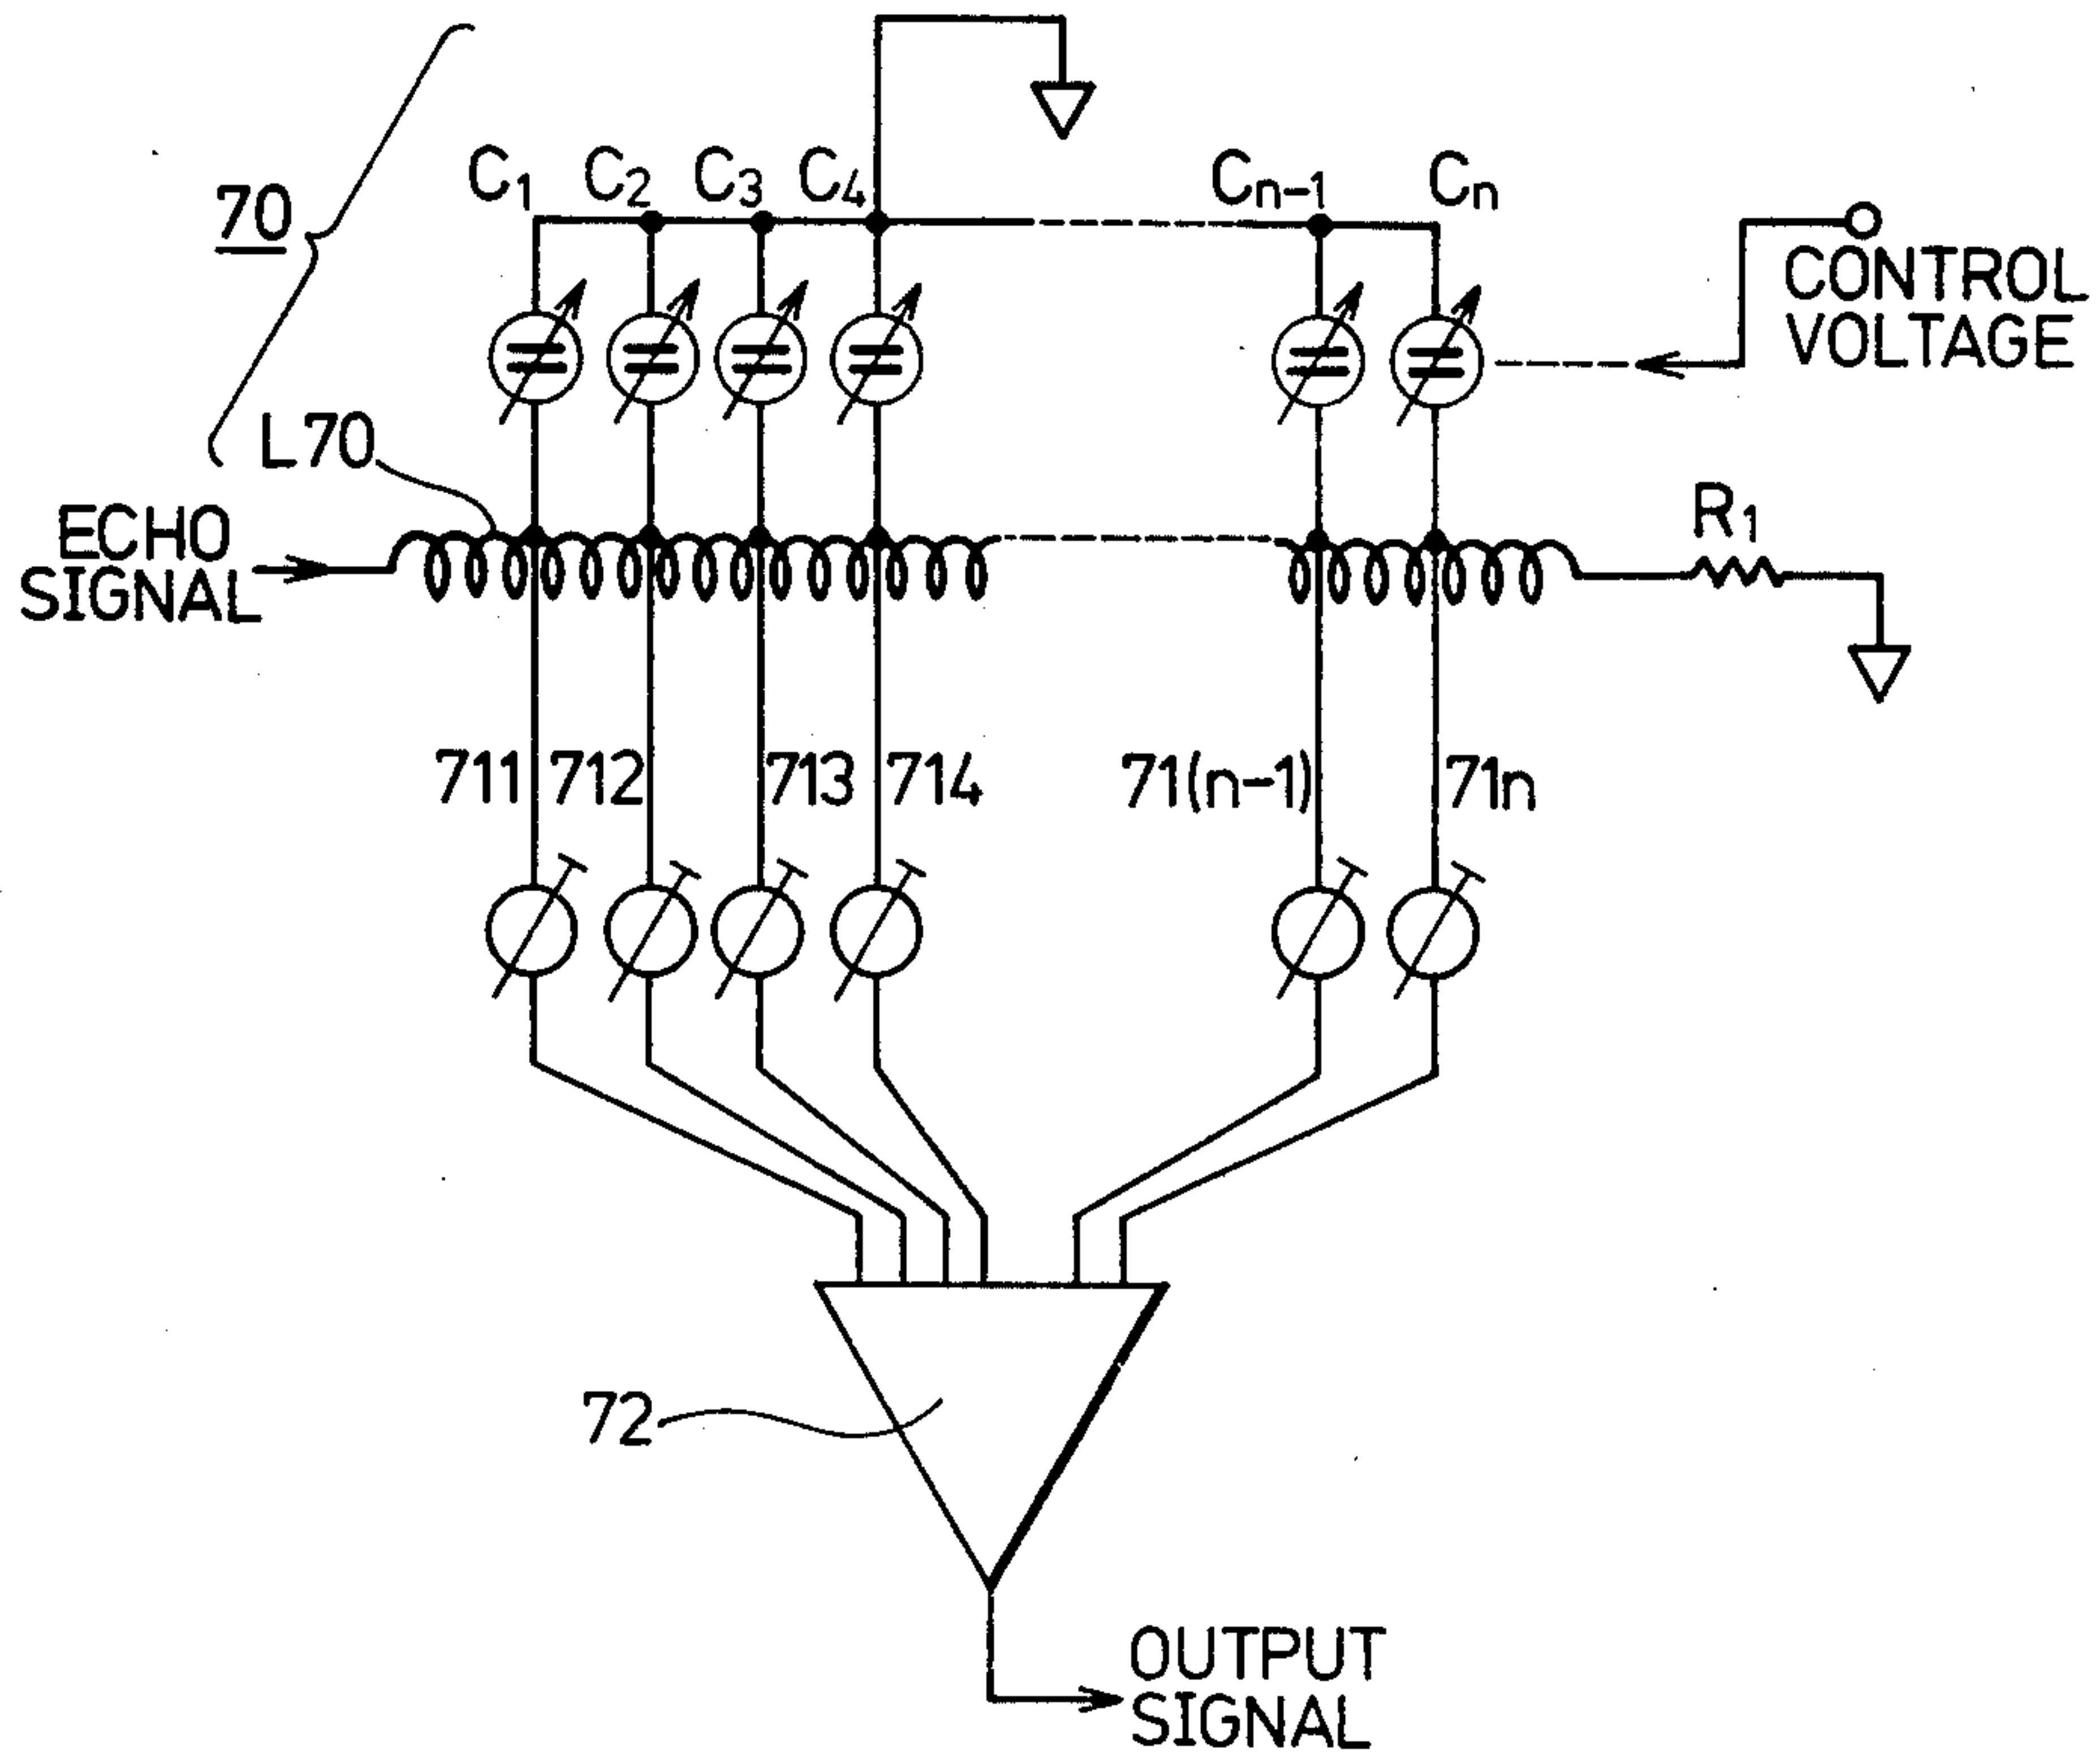 C1 C2 C3 C4 Cn-1 Cn
70
CONTROL
VOLTAGE
L70
ECHO
SIGNAL
R1
711 712 713 714 71(n-1) 71n
72
OUTPUT
SIGNAL